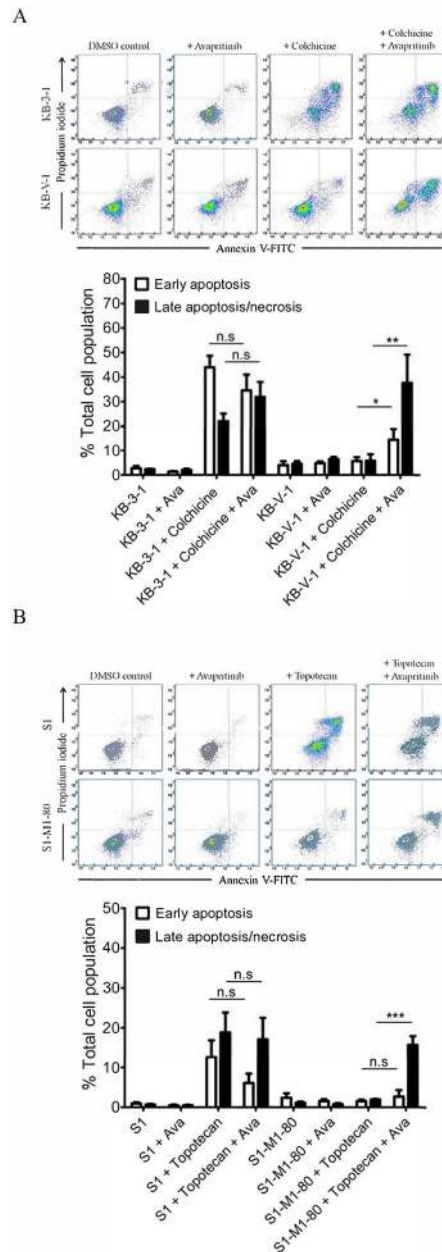 A
DMSO control
+ Avapritinib
+ Colchicine
+ Colchicine
+ Avapritinib
KB-3-1
KB-V-1
Propidium iodide
Annexin V-FITC
% Total cell population
80
70
60
50
40
30
20
10
0
Early apoptosis
Late apoptosis/necrosis
n.s
n.s
*
**
KB-3-1
KB-3-1 + Ava
KB-3-1 + Colchicine
KB-3-1 + Colchicine + Ava
KB-V-1
KB-V-1 + Ava
KB-V-1 + Colchicine
KB-V-1 + Colchicine + Ava
B
DMSO control
+ Avapritinib
+ Topotecan
+ Topotecan
+ Avapritinib
S1
S1-M1-80
Propidium iodide
Annexin V-FITC
% Total cell population
50
40
30
20
10
0
Early apoptosis
Late apoptosis/necrosis
n.s
n.s
n.s
***
S1
S1 + Ava
S1 + Topotecan
S1 + Topotecan + Ava
S1-M1-80
S1-M1-80 + Ava
S1-M1-80 + Topotecan
S1-M1-80 + Topotecan + Ava